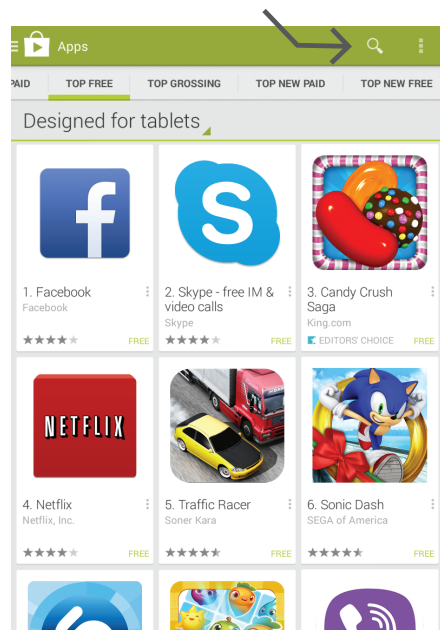 Apps
PAID TOP FREE TOP GROSSING TOP NEW PAID TOP NEW FREE
Designed for tablets
S
NETFLIX
1. Facebook
Facebook
FREE
2. Skype - free IM &
video calls
Skype
FREE
3. Candy Crush
Saga
King.com
EDITORS' CHOICE FREE
4. Netflix
Netflix, Inc.
FREE
5. Traffic Racer
Soner Kara
FREE
6. Sonic Dash
SEGA of America
FREE